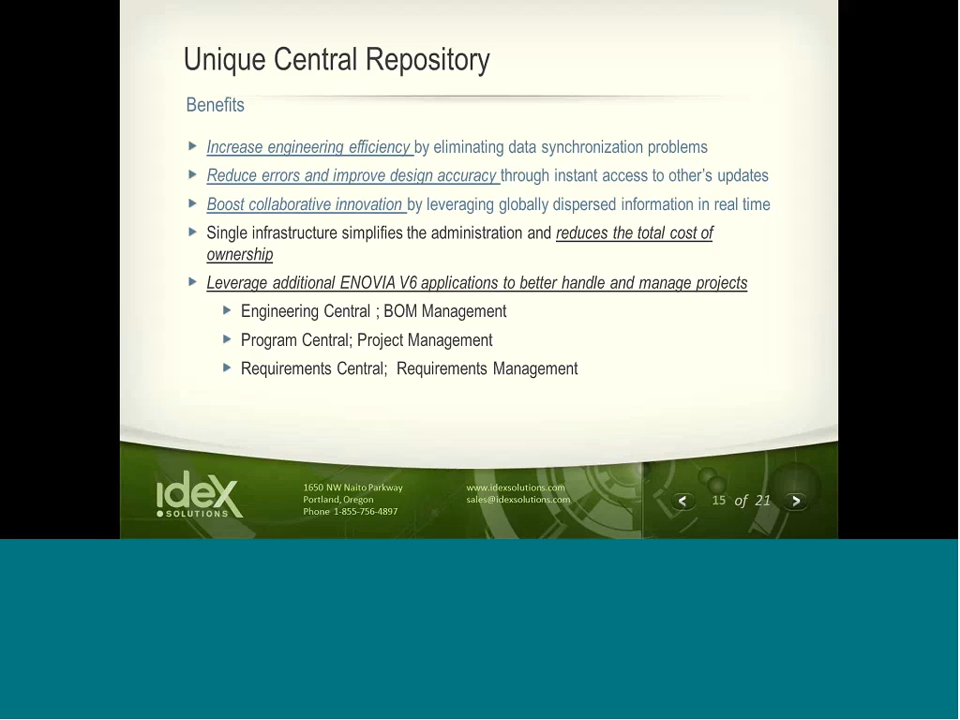 Unique Central Repository
Benefits
Increase engineering efficiency by eliminating data synchronization problems
Reduce errors and improve design accuracy through instant access to other's updates
Boost collaborative innovation by leveraging globally dispersed information in real time
Single infrastructure simplifies the administration and reduces the total cost of
ownership
Leverage additional ENOVIA V6 applications to better handle and manage projects
Engineering Central ; BOM Management
Program Central; Project Management
Requirements Central;  Requirements Management
ideX
SOLUTIONS
1650 NW Naito Parkway
Portland, Oregon
Phone 1-855-756-4897
www.idexsolutions.com
sales@idexsolutions.com
15 of 21